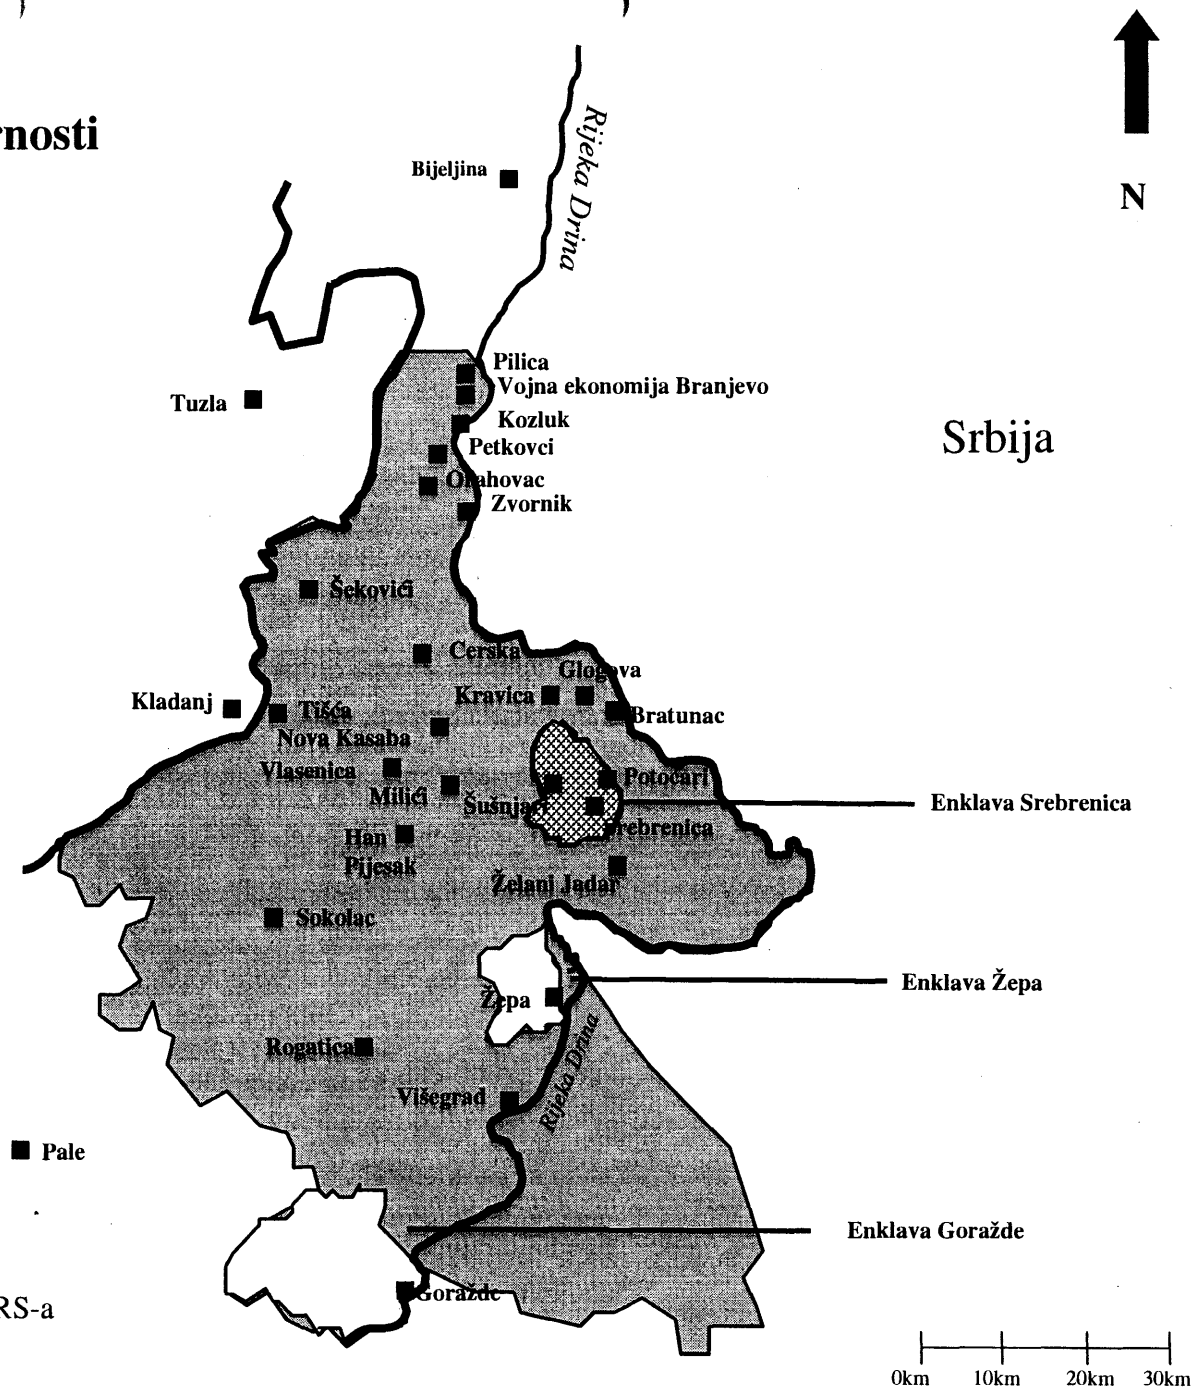 rnosti
Rijeka Drina
Bijeljina
N
Pilica
Vojna ekonomija Branjevo
Tuzla
Kozluk
Srbija
Petkovci
Orahovac
Zvornik
Šekovići
Cerska
Glogova
Kravica
Kladanj
Tišća
Bratunac
Nova Kasaba
Vlasenica
Potočari
Milići
Šušnjari
Enklava Srebrenica
Srebrenica
Han
Pijesak
Želani Jadar
Sokolac
Enklava Žepa
Žepa
Rijeka Drina
Rogatica
Višegrad
Pale
Enklava Goražde
Goražde
RS-a
0km 10km 20km 30km